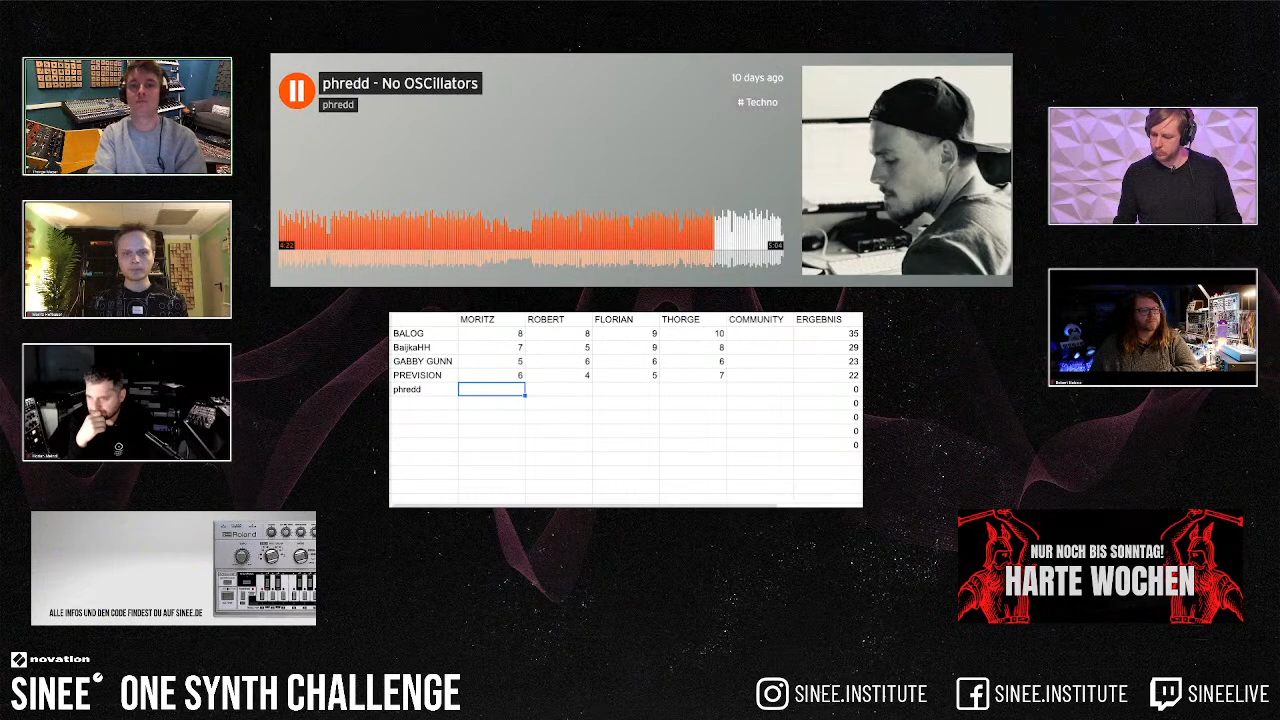 phredd - No OSCillators
phredd
10 days ago
# Techno
4:22
5:04
MORITZ ROBERT FLORIAN THORGE COMMUNITY ERGEBNIS
BALOG 8 8 9 10 35
BaijkaHH 7 5 9 8 29
GABBY GUNN 5 6 6 6 23
PREVISION 6 4 5 7 22
phredd 0
0
0
0
0
Roland
ALLE INFOS UND DEN CODE FINDEST DU AUF SINEE.DE
NUR NOCH BIS SONNTAG!
HARTE WOCHEN
novation
SINEE ONE SYNTH CHALLENGE
SINEE.INSTITUTE
SINEE.INSTITUTE
SINEELIVE